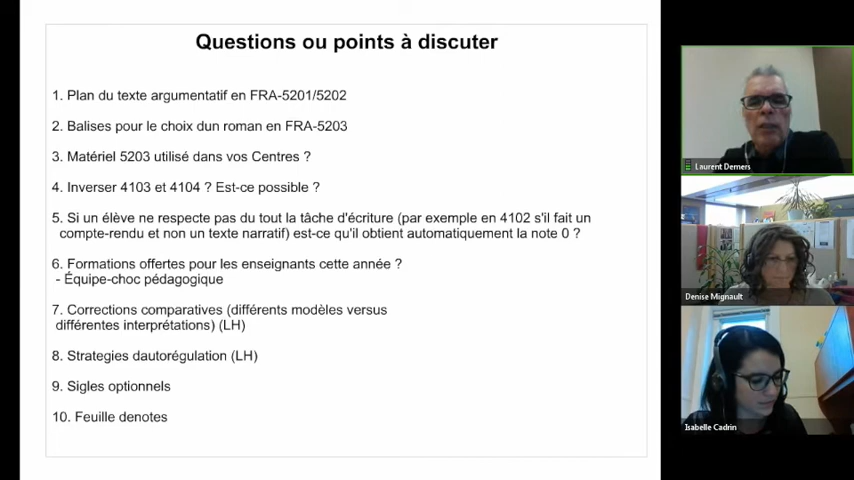 Questions ou points à discuter
1. Plan du texte argumentatif en FRA-5201/5202
2. Balises pour le choix dun roman en FRA-5203
3. Matériel 5203 utilisé dans vos Centres ?
4. Inverser 4103 et 4104 ? Est-ce possible ?
5. Si un élève ne respecte pas du tout la tâche d'écriture (par exemple en 4102 s'il fait un
compte-rendu et non un texte narratif) est-ce qu'il obtient automatiquement la note 0 ?
6. Formations offertes pour les enseignants cette année ?
- Équipe-choc pédagogique
7. Corrections comparatives (différents modèles versus
différentes interprétations) (LH)
8. Strategies dautorégulation (LH)
9. Sigles optionnels
10. Feuille denotes
Laurent Demers
Denise Mignault
Isabelle Cadrin